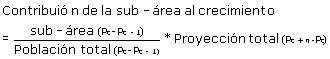 Contribuió n de la sub – área al crecimiento
= sub – área (Pc- Pc - 1) / Población total (Pc- Pc - 1) * Proyección total (Pc + n - Pc)